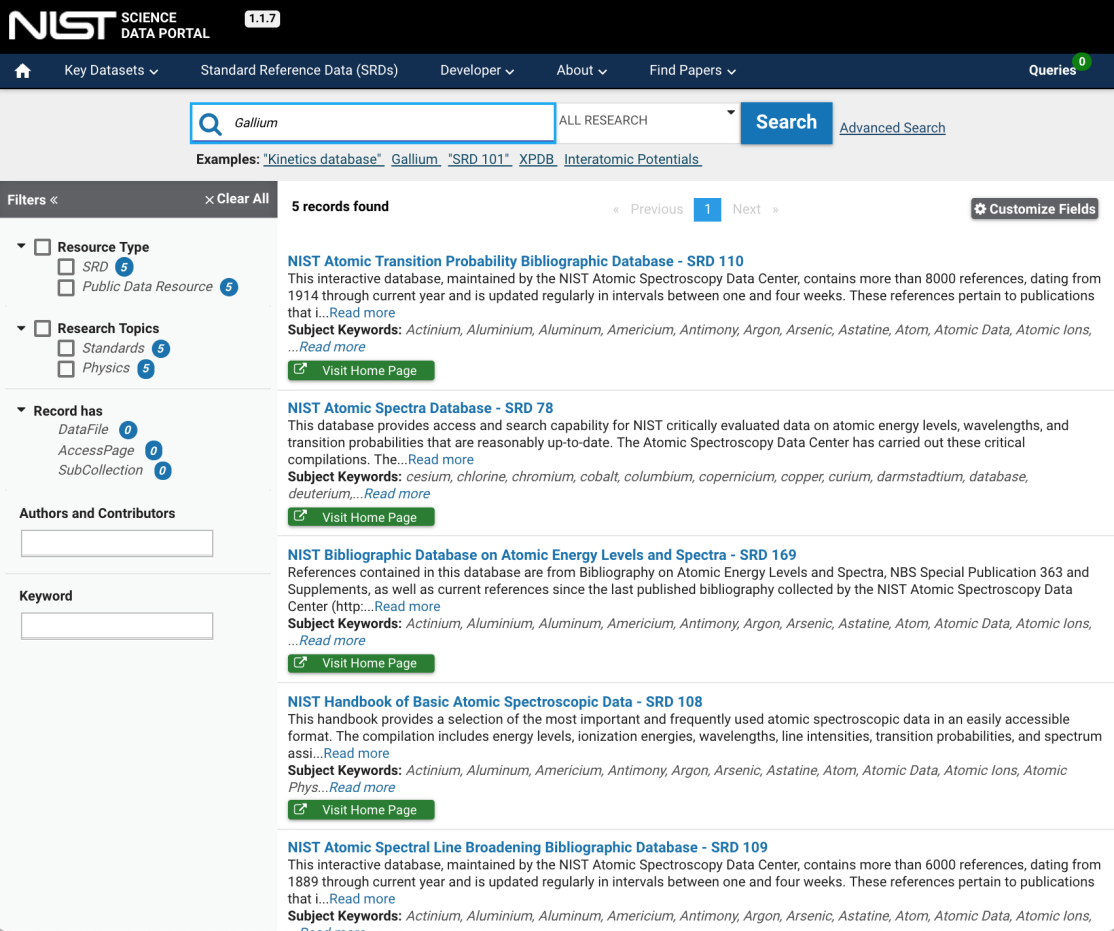 NIST SCIENCE
DATA PORTAL
1.1.7
Key Datasets
Standard Reference Data (SRDs)
Developer
About
Find Papers
Queries 0
Gallium
ALL RESEARCH
Search
Advanced Search
Examples: "Kinetics database" Gallium "SRD 101" XPDB Interatomic Potentials
Filters «
× Clear All
Resource Type
SRD 5
Public Data Resource 5
Research Topics
Standards 5
Physics 5
Record has
DataFile 0
AccessPage 0
SubCollection 0
Authors and Contributors
Keyword
5 records found
« Previous 1 Next »
Customize Fields
NIST Atomic Transition Probability Bibliographic Database - SRD 110
This interactive database, maintained by the NIST Atomic Spectroscopy Data Center, contains more than 8000 references, dating from
1914 through current year and is updated regularly in intervals between one and four weeks. These references pertain to publications
that i...Read more
Subject Keywords: Actinium, Aluminium, Aluminum, Americium, Antimony, Argon, Arsenic, Astatine, Atom, Atomic Data, Atomic Ions,
...Read more
Visit Home Page
NIST Atomic Spectra Database - SRD 78
This database provides access and search capability for NIST critically evaluated data on atomic energy levels, wavelengths, and
transition probabilities that are reasonably up-to-date. The Atomic Spectroscopy Data Center has carried out these critical
compilations. The...Read more
Subject Keywords: cesium, chlorine, chromium, cobalt, columbium, copernicium, copper, curium, darmstadtium, database,
deuterium,...Read more
Visit Home Page
NIST Bibliographic Database on Atomic Energy Levels and Spectra - SRD 169
References contained in this database are from Bibliography on Atomic Energy Levels and Spectra, NBS Special Publication 363 and
Supplements, as well as current references since the last published bibliography collected by the NIST Atomic Spectroscopy Data
Center (http:...Read more
Subject Keywords: Actinium, Aluminium, Aluminum, Americium, Antimony, Argon, Arsenic, Astatine, Atom, Atomic Data, Atomic Ions,
...Read more
Visit Home Page
NIST Handbook of Basic Atomic Spectroscopic Data - SRD 108
This handbook provides a selection of the most important and frequently used atomic spectroscopic data in an easily accessible
format. The compilation includes energy levels, ionization energies, wavelengths, line intensities, transition probabilities, and spectrum
assi...Read more
Subject Keywords: Actinium, Aluminum, Americium, Antimony, Argon, Arsenic, Astatine, Atom, Atomic Data, Atomic Ions, Atomic
Phys...Read more
Visit Home Page
NIST Atomic Spectral Line Broadening Bibliographic Database - SRD 109
This interactive database, maintained by the NIST Atomic Spectroscopy Data Center, contains more than 6000 references, dating from
1889 through current year and is updated regularly in intervals between one and four weeks. These references pertain to publications
that i...Read more
Subject Keywords: Actinium, Aluminium, Aluminum, Americium, Antimony, Argon, Arsenic, Astatine, Atom, Atomic Data, Atomic Ions,